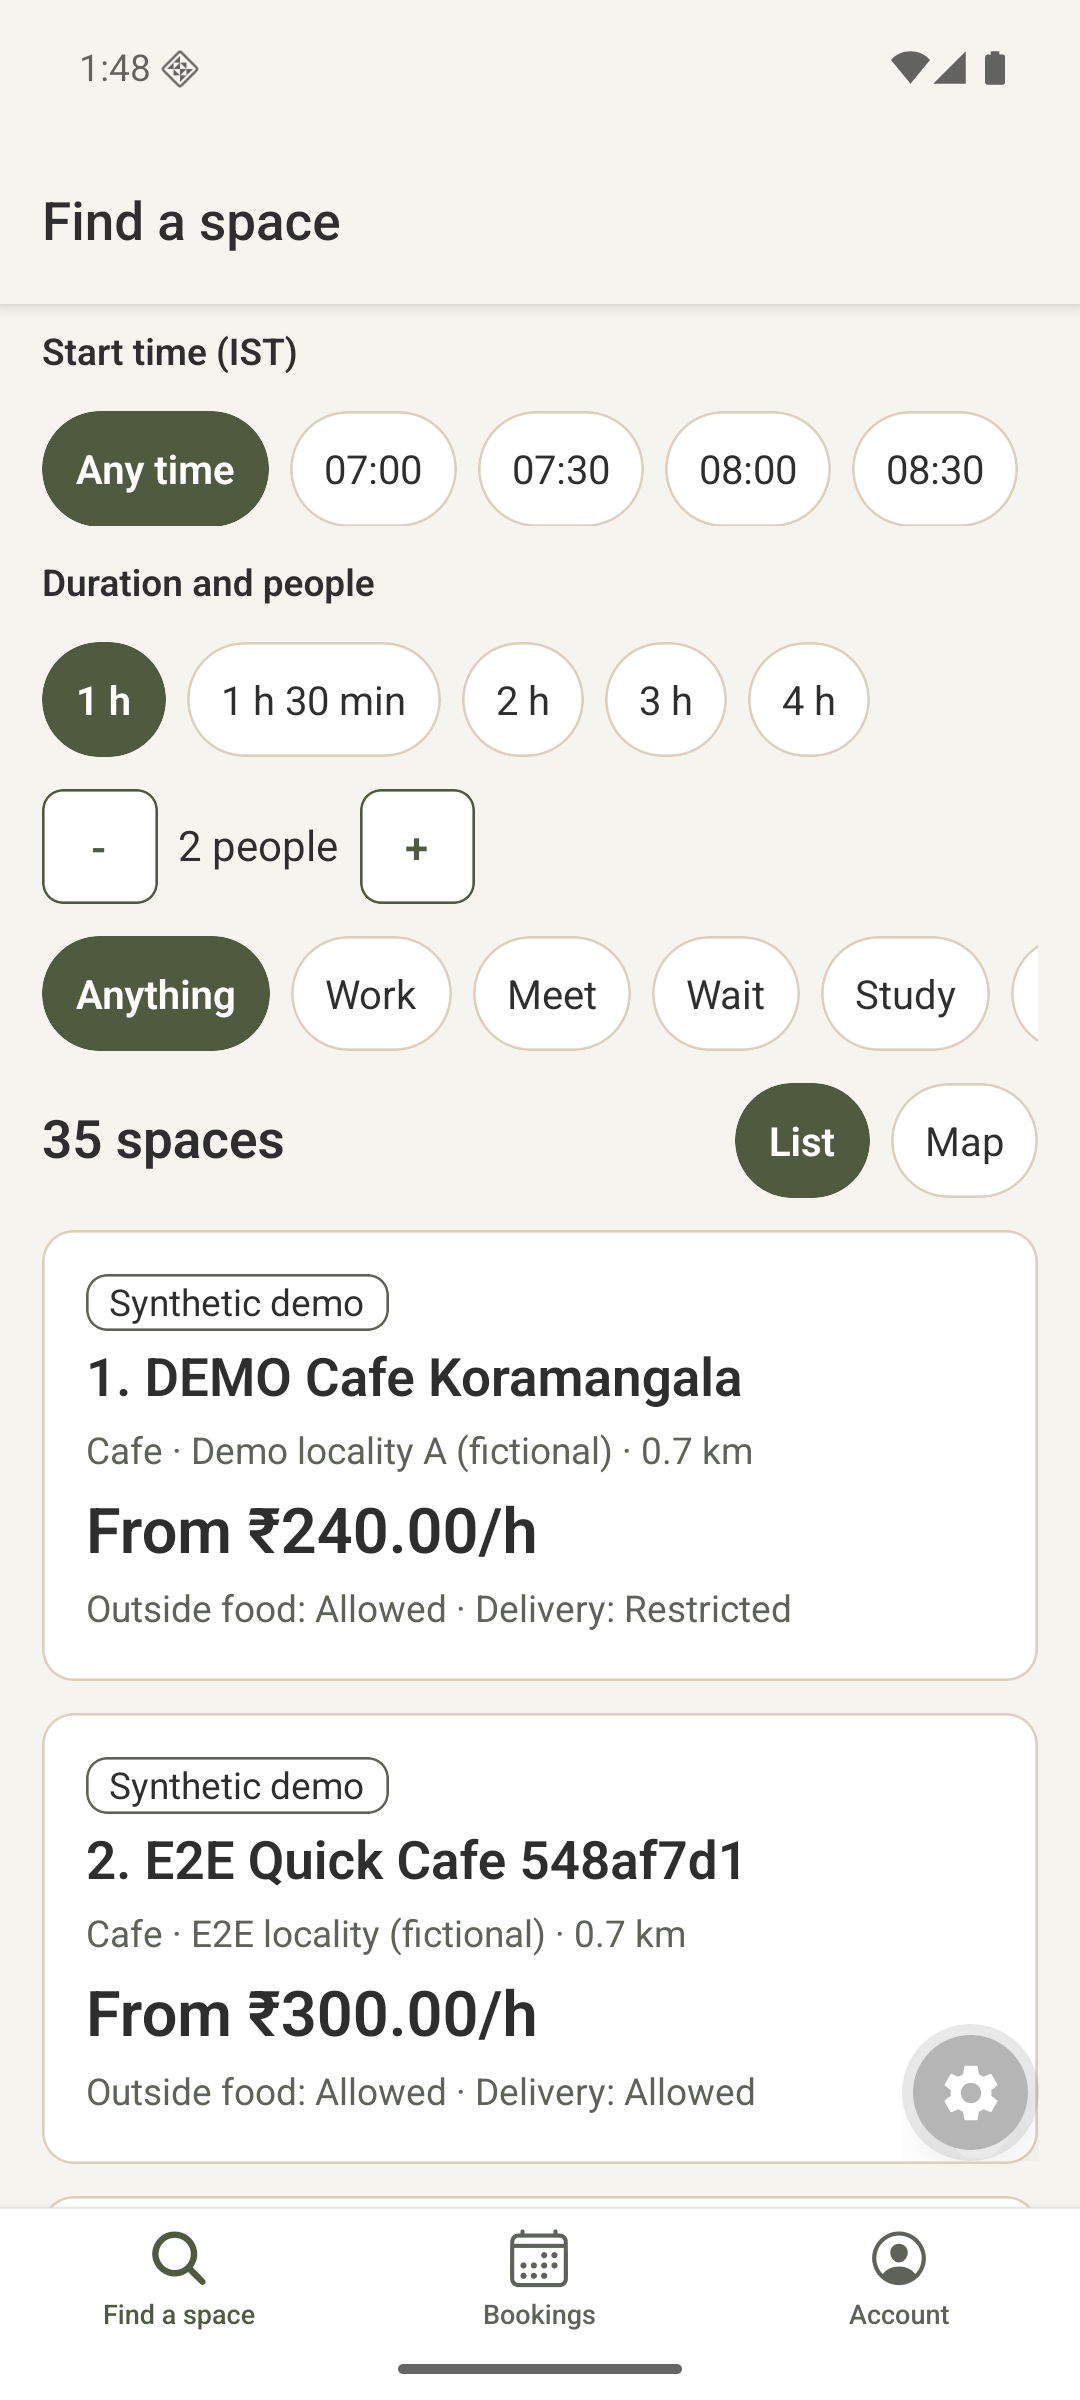 1:48
Find a space
Start time (IST)
Any time 07:00 07:30 08:00 08:30
Duration and people
1 h 1 h 30 min 2 h 3 h 4 h
- 2 people +
Anything Work Meet Wait Study
35 spaces List Map
Synthetic demo
1. DEMO Cafe Koramangala
Cafe · Demo locality A (fictional) · 0.7 km
From ₹240.00/h
Outside food: Allowed · Delivery: Restricted
Synthetic demo
2. E2E Quick Cafe 548af7d1
Cafe · E2E locality (fictional) · 0.7 km
From ₹300.00/h
Outside food: Allowed · Delivery: Allowed
Find a space Bookings Account